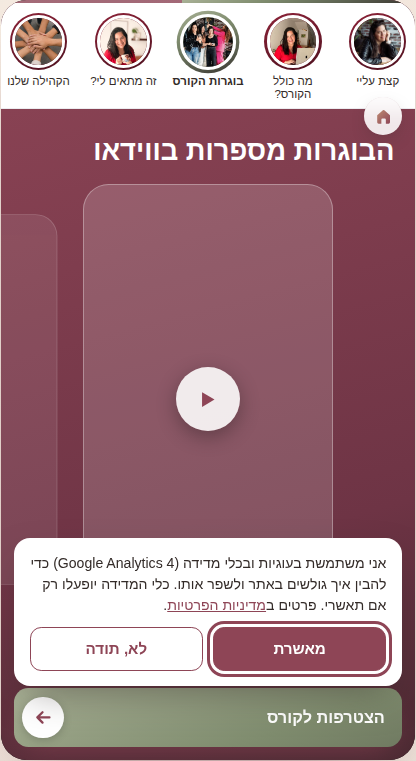 קצת עליי
מה כולל
הקורס?
בוגרות הקורס
זה מתאים לי?
הקהילה שלנו
הבוגרות מספרות בווידאו
אני משתמשת בעוגיות ובכלי מדידה (Google Analytics 4) כדי
להבין איך גולשים באתר ולשפר אותו. כלי המדידה יופעלו רק
אם תאשרי. פרטים במדיניות הפרטיות.
מאשרת
לא, תודה
הצטרפות לקורס